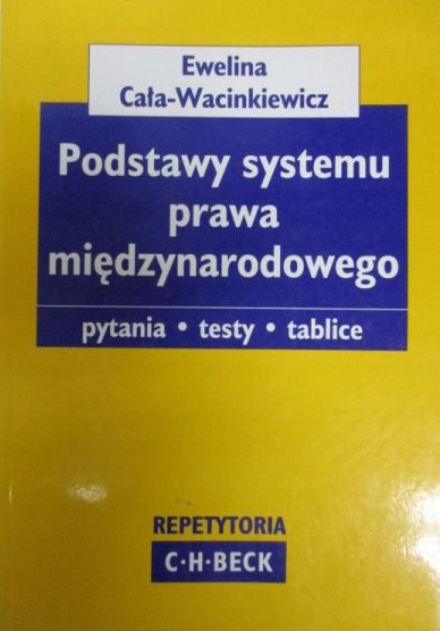 Ewelina
Cała-Wacinkiewicz
Podstawy systemu
prawa
międzynarodowego
pytania • testy • tablice
REPETYTORIA
C·H·BECK